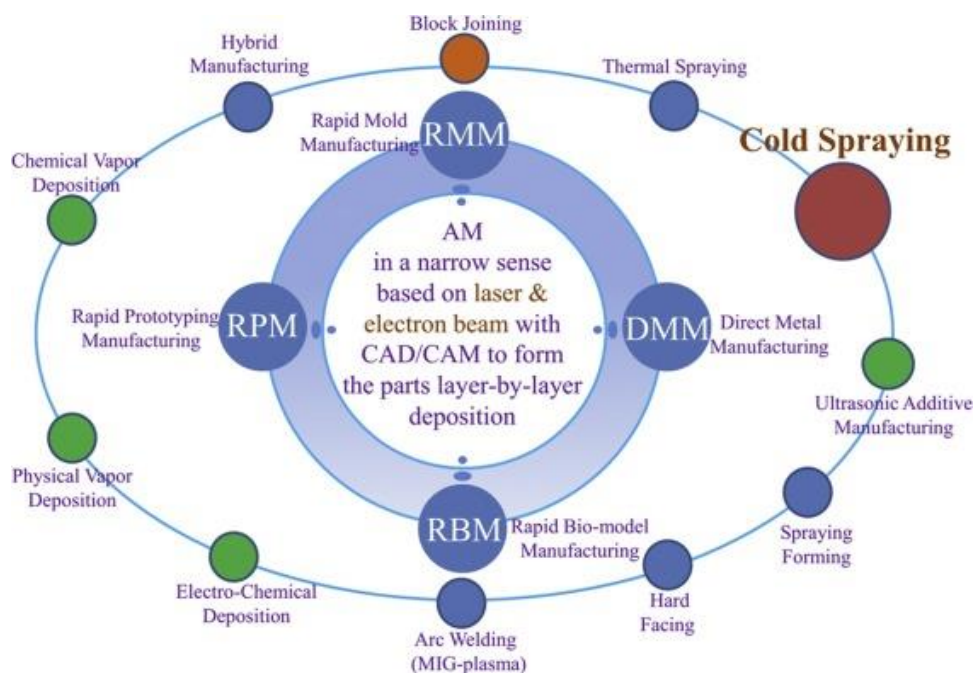 Block Joining
Hybrid
Manufacturing
Thermal Spraying
Rapid Mold
Manufacturing
RMM
Cold Spraying
Chemical Vapor
Deposition
AM
in a narrow sense
based on laser &
electron beam with
CAD/CAM to form
the parts layer-by-layer
deposition
Rapid Prototyping
Manufacturing
RPM
DMM
Direct Metal
Manufacturing
Ultrasonic Additive
Manufacturing
Physical Vapor
Deposition
RBM
Rapid Bio-model
Manufacturing
Spraying
Forming
Electro-Chemical
Deposition
Hard
Facing
Arc Welding
(MIG-plasma)